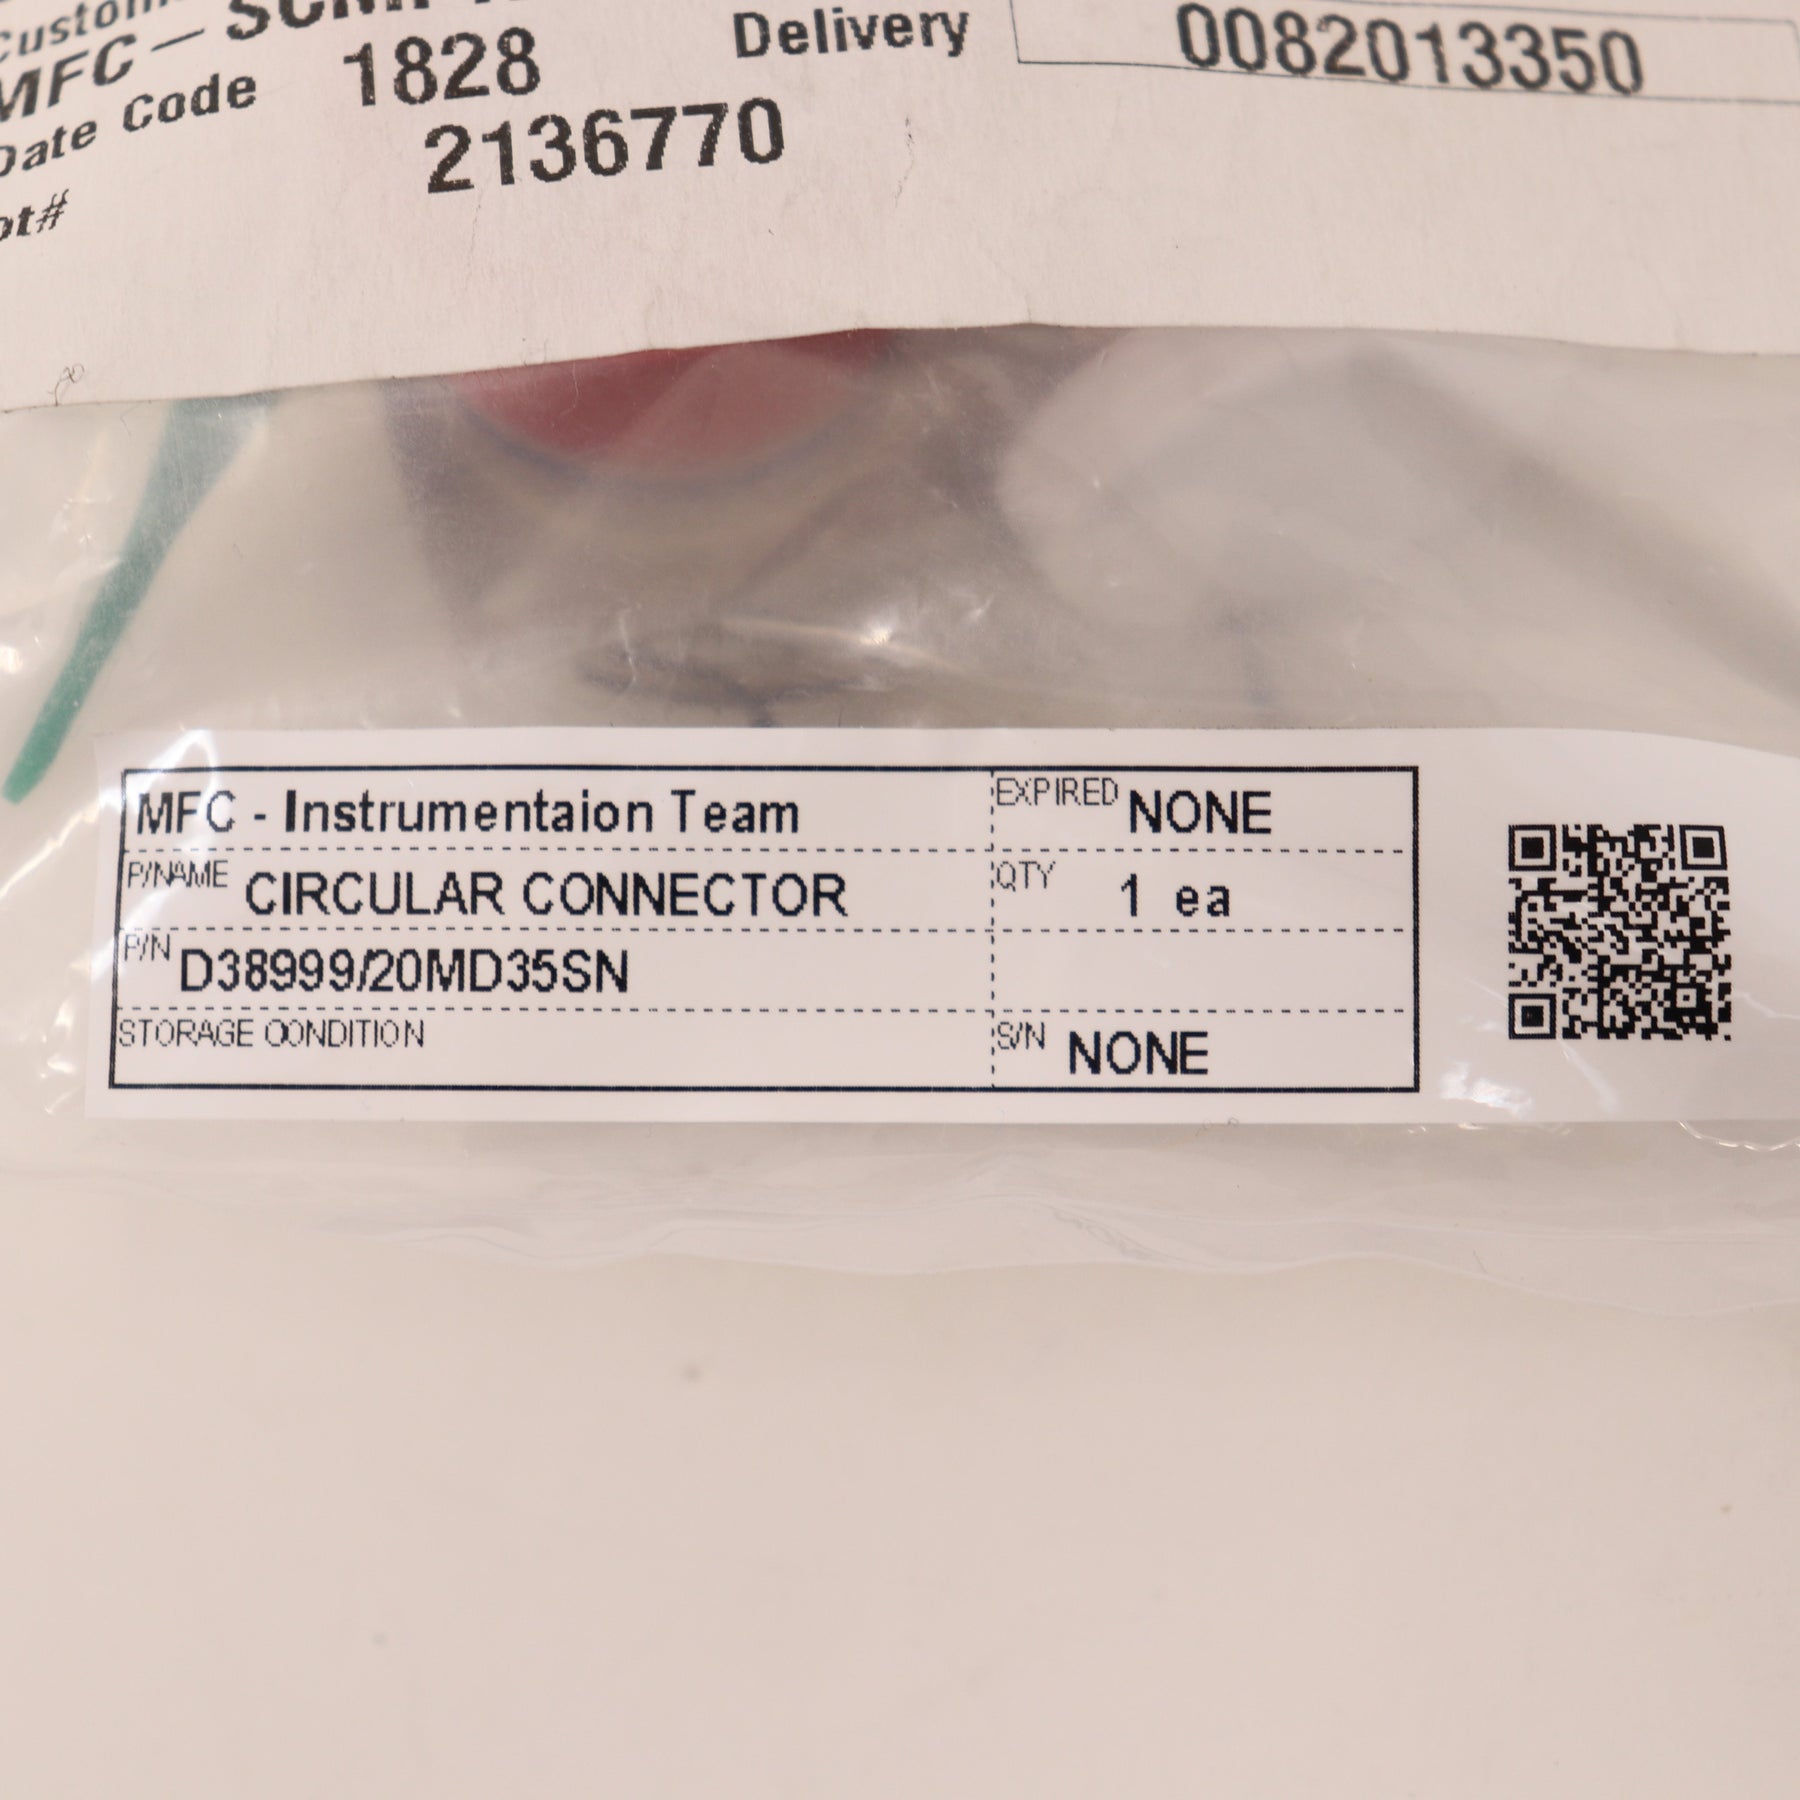 MFC –
Date Code 1828
Delivery 0082013350
2136770
MFC - Instrumentaion Team
EXPIRED NONE
P/NAME CIRCULAR CONNECTOR
QTY 1 ea
P/N D38999/20MD35SN
STORAGE CONDITION
S/N NONE